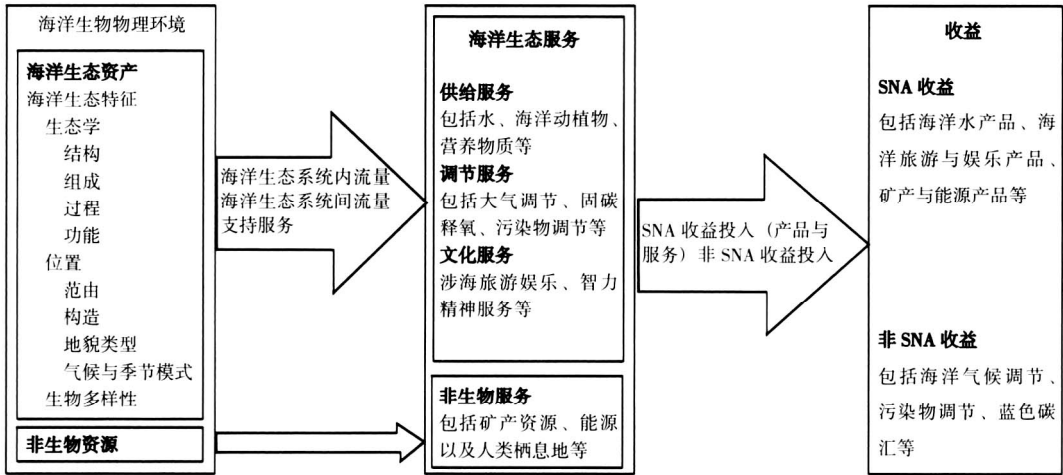 海洋生物物理环境
海洋生态资产
海洋生态特征
生态学
结构
组成
过程
功能
位置
范由
构造
地貌类型
气候与季节模式
生物多样性
非生物资源
海洋生态系统内流量
海洋生态系统间流量
支持服务
海洋生态服务
供给服务
包括水、海洋动植物、
营养物质等
调节服务
包括大气调节、固碳
释氧、污染物调节等
文化服务
涉海旅游娱乐、智力
精神服务等
非生物服务
包括矿产资源、能源
以及人类栖息地等
SNA 收益投入（产品与
服务）非 SNA 收益投入
收益
SNA 收益
包括海洋水产品、海
洋旅游与娱乐产品、
矿产与能源产品等
非 SNA 收益
包括海洋气候调节、
污染物调节、蓝色碳
汇等